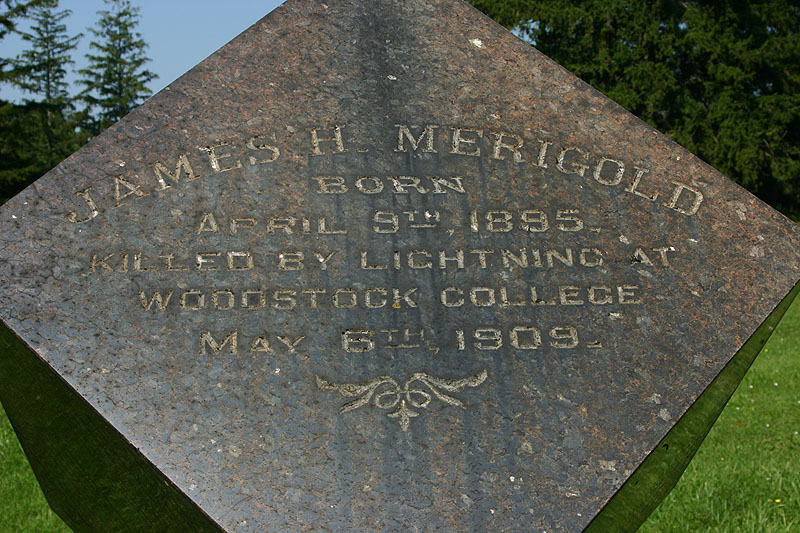 JAMES H. MERIGOLD
BORN
APRIL 9TH, 1895.
KILLED BY LIGHTNING AT
WOODSTOCK COLLEGE
MAY 6TH, 1909.